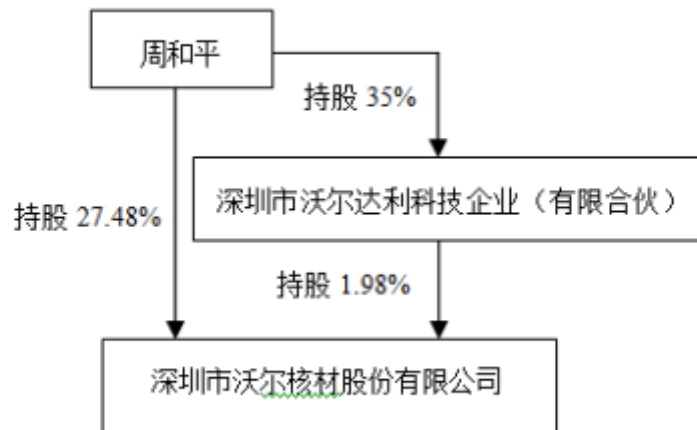 周和平
持股 35%
深圳市沃尔达利科技企业（有限合伙）
持股 27.48%
持股 1.98%
深圳市沃尔核材股份有限公司